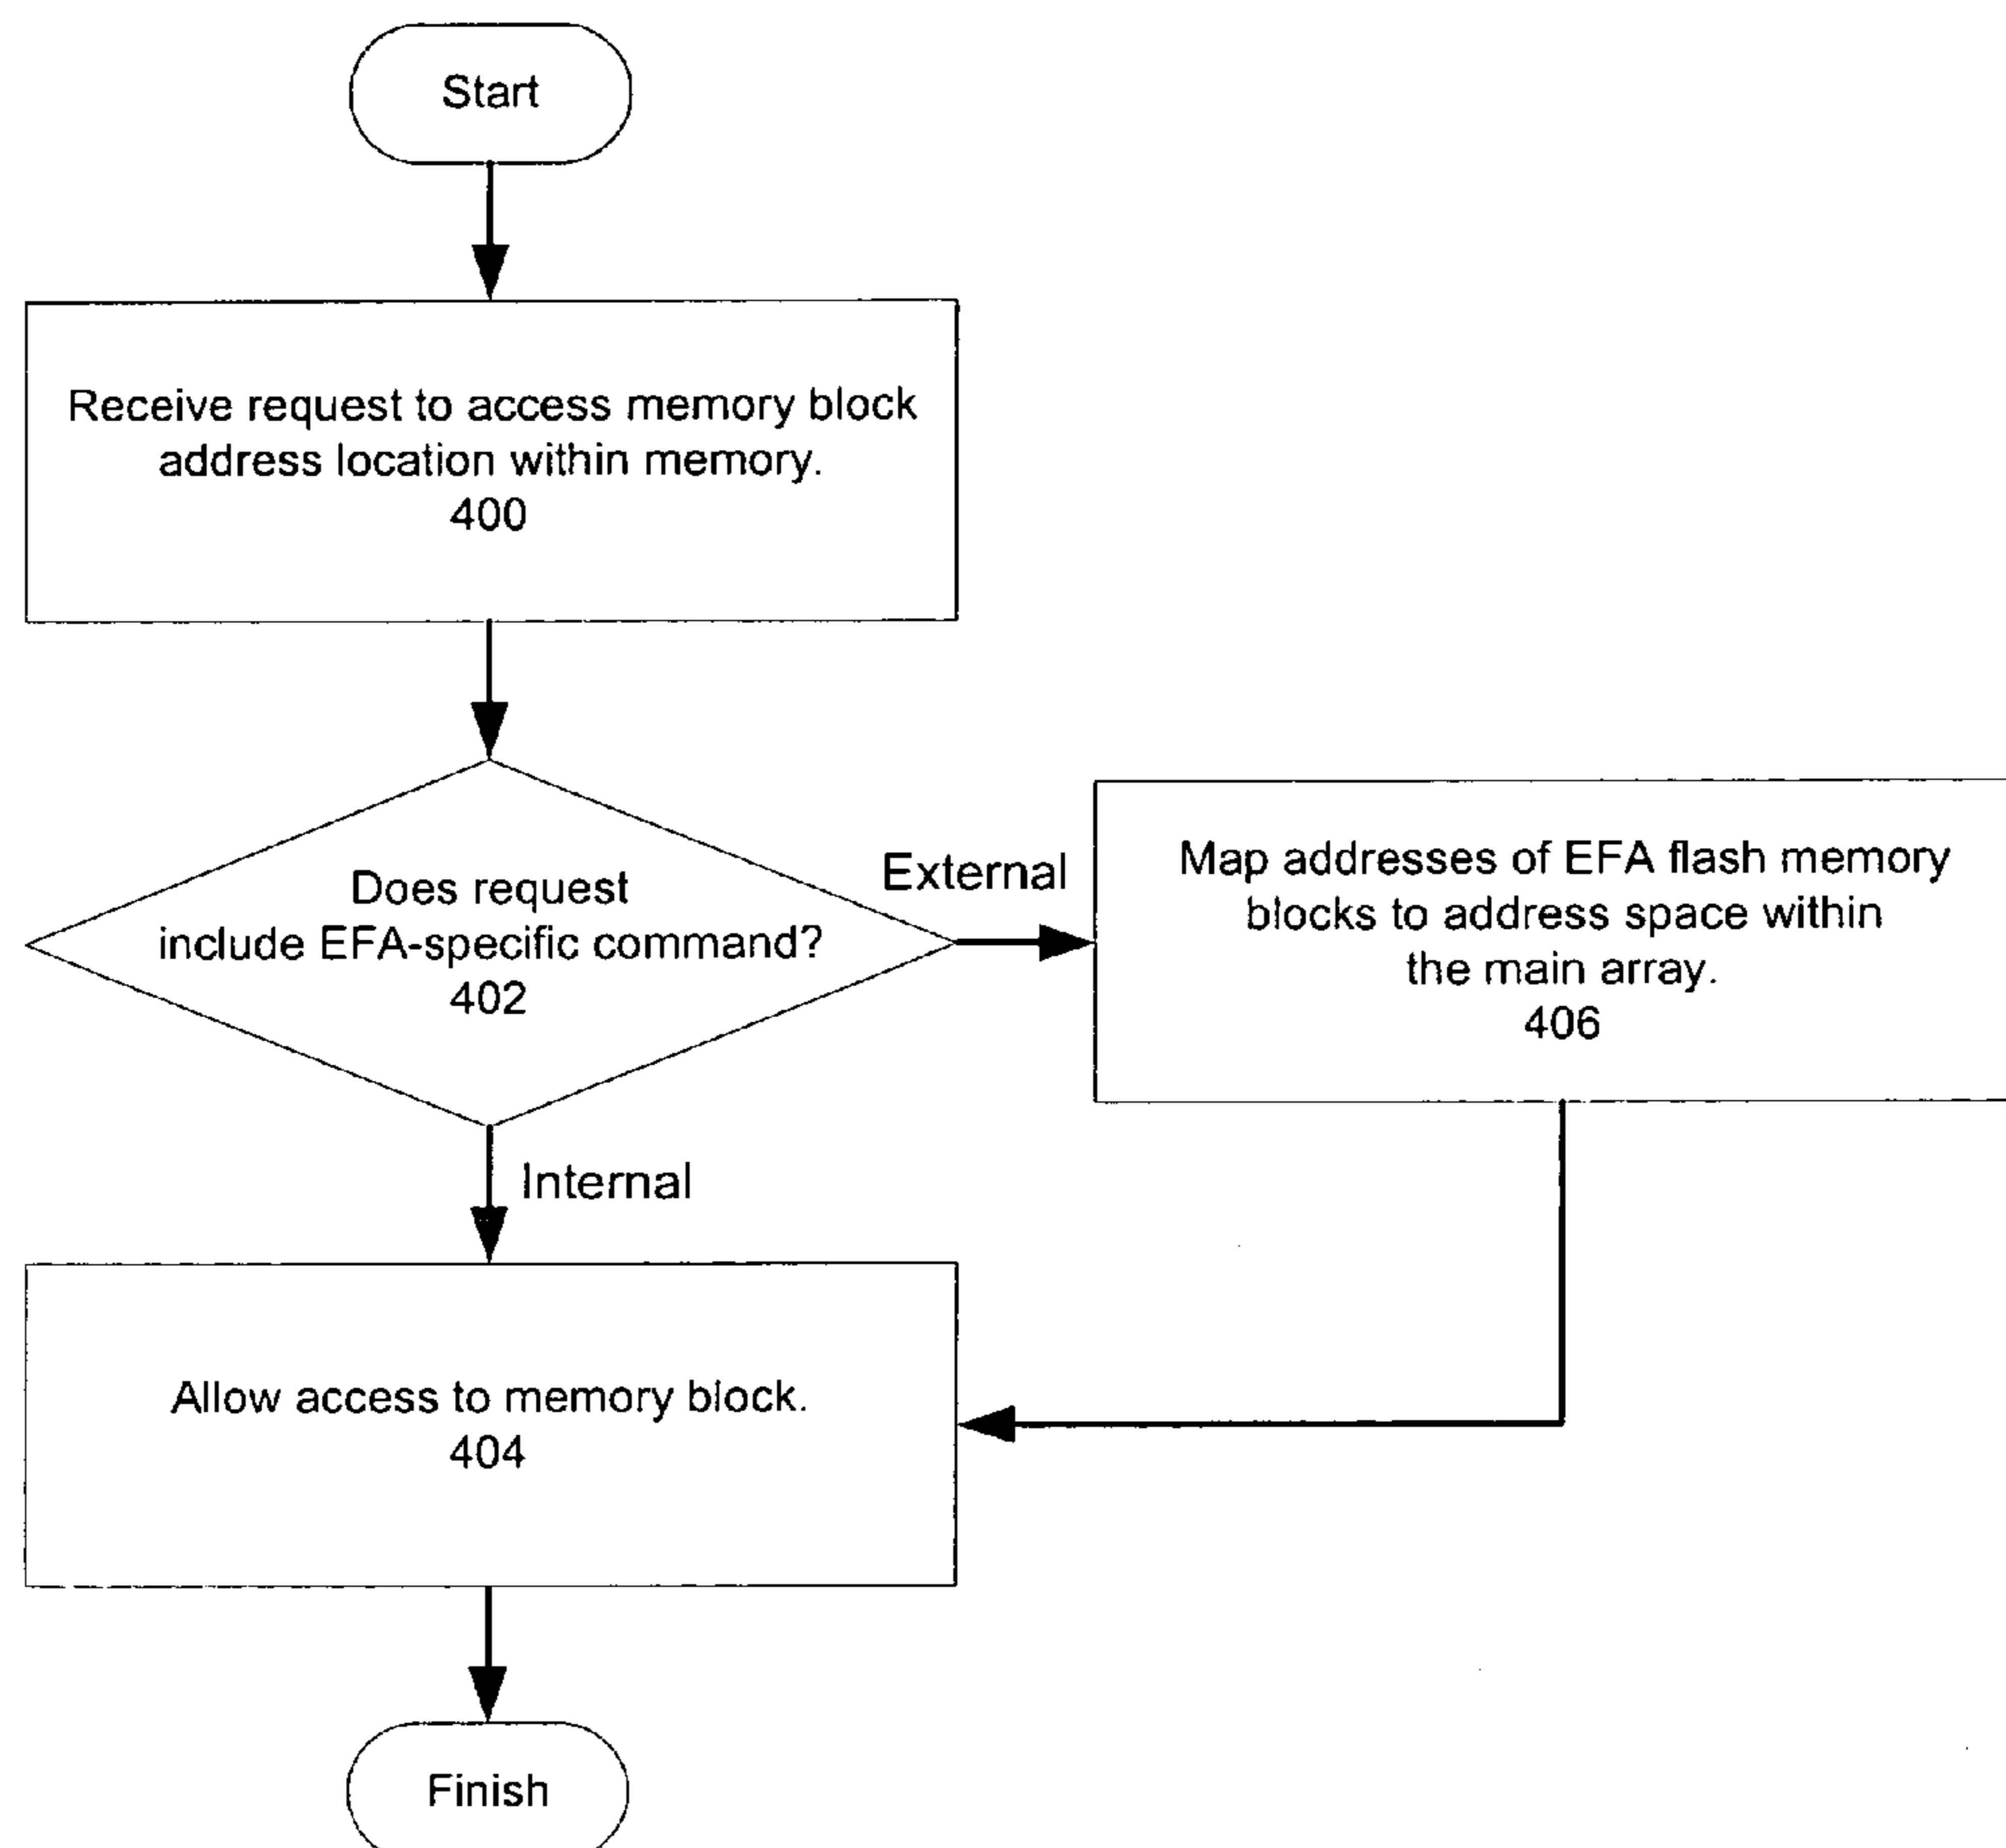 Start
Receive request to access memory block
address location within memory.
400
Does request
include EFA-specific command?
402
External
Map addresses of EFA flash memory
blocks to address space within
the main array.
406
Internal
Allow access to memory block.
404
Finish